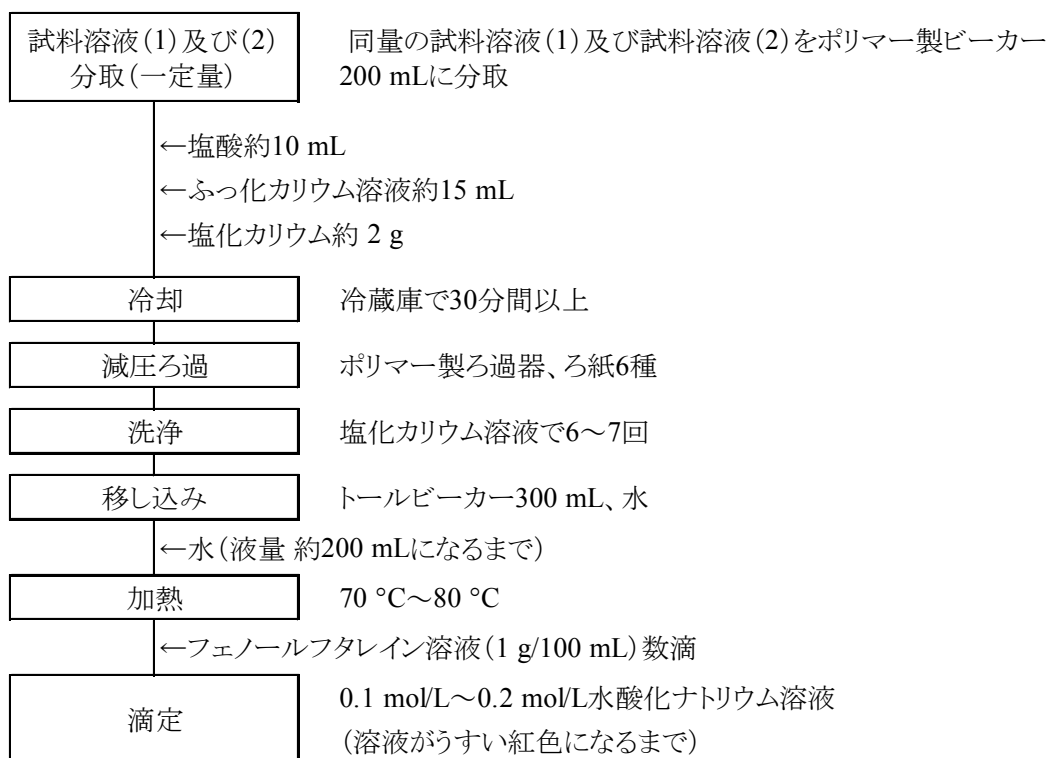 試料溶液(1)及び(2)
分取(一定量)
同量の試料溶液(1)及び試料溶液(2)をポリマー製ビーカー
200 mLに分取
←塩酸約10 mL
←ふっ化カリウム溶液約15 mL
←塩化カリウム約 2 g
冷却
冷蔵庫で30分間以上
減圧ろ過
ポリマー製ろ過器、ろ紙6種
洗浄
塩化カリウム溶液で6～7回
移し込み
トールビーカー300 mL、水
←水(液量 約200 mLになるまで)
加熱
70 °C～80 °C
←フェノールフタレイン溶液(1 g/100 mL)数滴
滴定
0.1 mol/L～0.2 mol/L水酸化ナトリウム溶液
(溶液がうすい紅色になるまで)